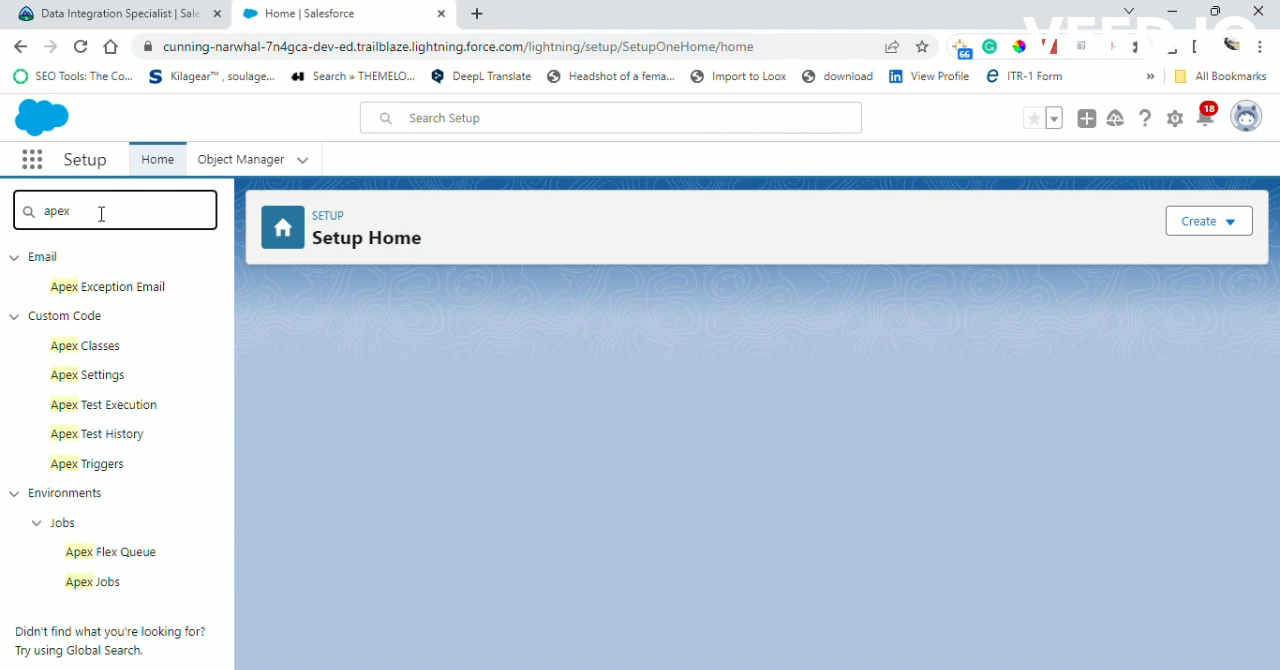 Data Integration Specialist | Sale
Home | Salesforce
cunning-narwhal-7n4gca-dev-ed.trailblaze.lightning.force.com/lightning/setup/SetupOneHome/home
66
VEED.IO
SEO Tools: The Co...
Kilagear™ , soulage...
Search » THEMELO...
DeepL Translate
Headshot of a fema...
Import to Loox
download
View Profile
ITR-1 Form
»
All Bookmarks
Search Setup
18
Setup
Home
Object Manager
apex
SETUP
Setup Home
Create
Email
Apex Exception Email
Custom Code
Apex Classes
Apex Settings
Apex Test Execution
Apex Test History
Apex Triggers
Environments
Jobs
Apex Flex Queue
Apex Jobs
Didn't find what you're looking for?
Try using Global Search.